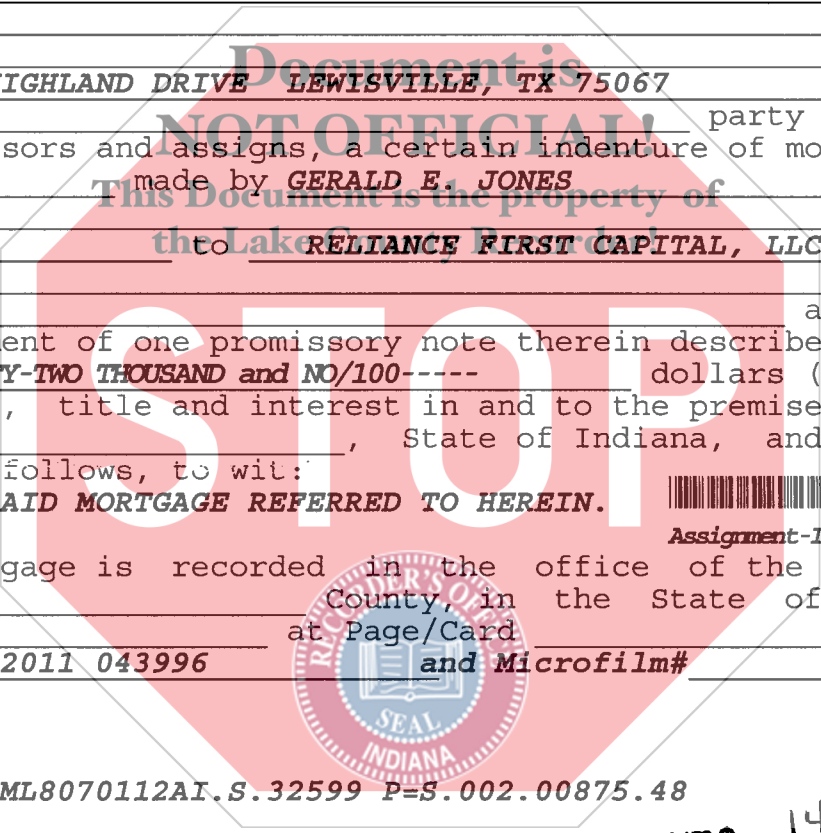 Document is
IGHLAND DRIVE LEWISVILLE, TX 75067
NOT OFFICIAL!
party
sors and assigns, a certain indenture of mo
made by GERALD E. JONES
This Document is the property of
the Lake County Recorder!
to RELIANCE FIRST CAPITAL, LLC
a
ent of one promissory note therein describe
Y-TWO THOUSAND and NO/100----- dollars (
, title and interest in and to the premise
, State of Indiana, and
follows, to wit:
AID MORTGAGE REFERRED TO HEREIN.
Assignment-I
STOP
gage is recorded in the office of the
County, in the State of
at Page/Card
2011 043996 and Microfilm#
RECORDER'S OFFICE
SEAL
INDIANA
ML8070112AI.S.32599 P=S.002.00875.48
14